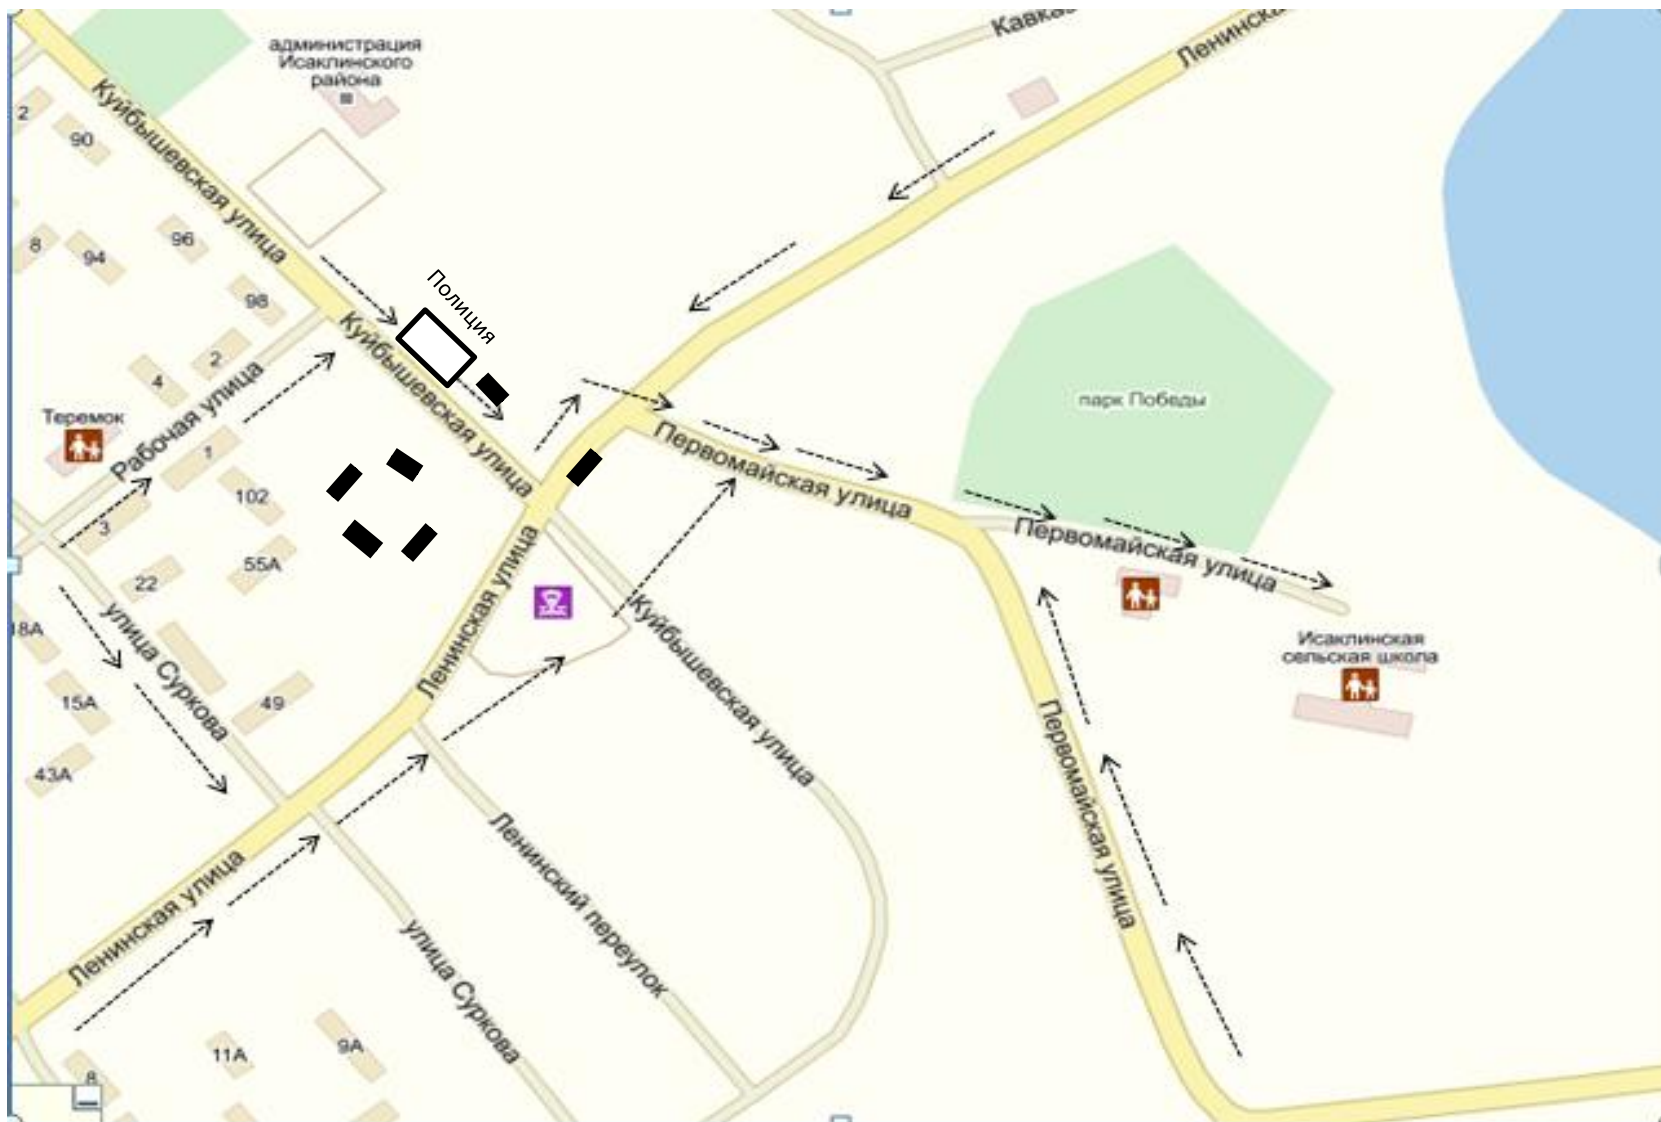 администрация
Исаклинского
района
Куйбышевская улица
2
90
96
8
94
98
2
4
Теремок
Рабочая улица
1
102
3
55А
22
18А
улица Суркова
15А
49
43А
Полиция
Куйбышевская улица
Ленинская улица
Первомайская улица
парк Победы
Первомайская улица
Исаклинская
сельская школа
Куйбышевская улица
Первомайская улица
Ленинская улица
Ленинский переулок
улица Суркова
11А
9А
8